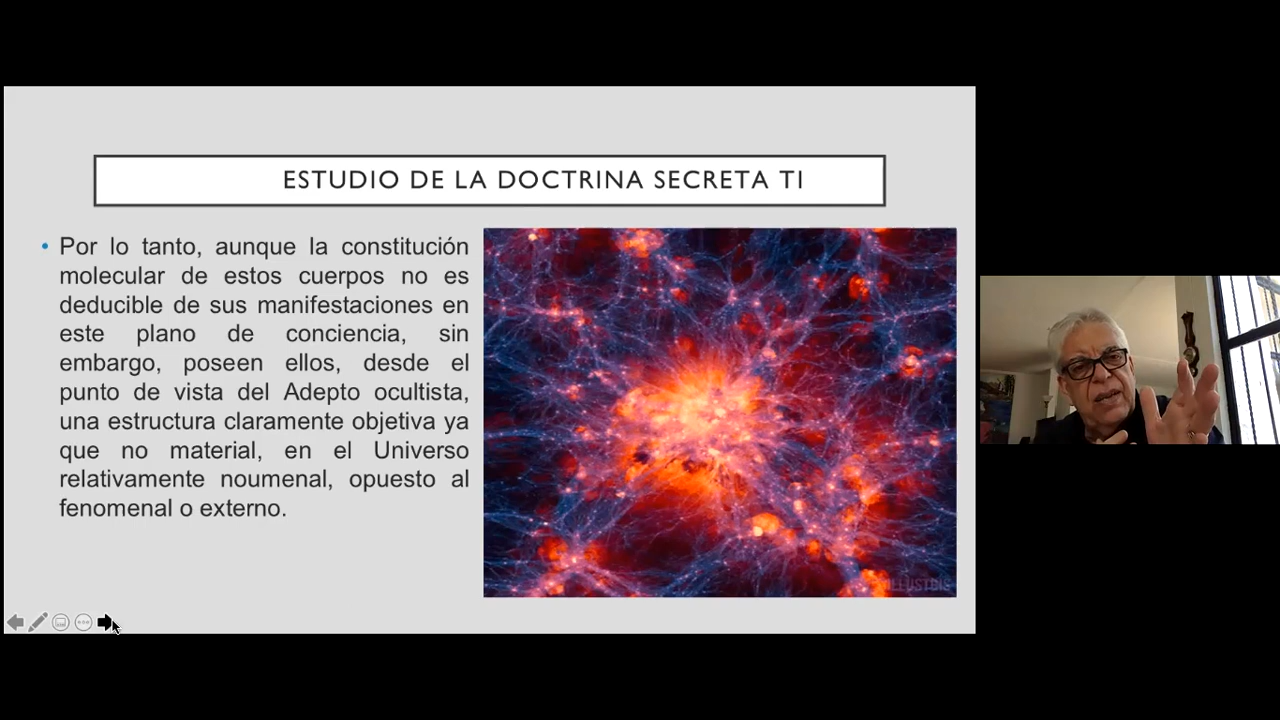 ESTUDIO DE LA DOCTRINA SECRETA TI
• Por lo tanto, aunque la constitución
molecular de estos cuerpos no es
deducible de sus manifestaciones en
este plano de conciencia, sin
embargo, poseen ellos, desde el
punto de vista del Adepto ocultista,
una estructura claramente objetiva ya
que no material, en el Universo
relativamente noumenal, opuesto al
fenomenal o externo.
ILLUSTRIS